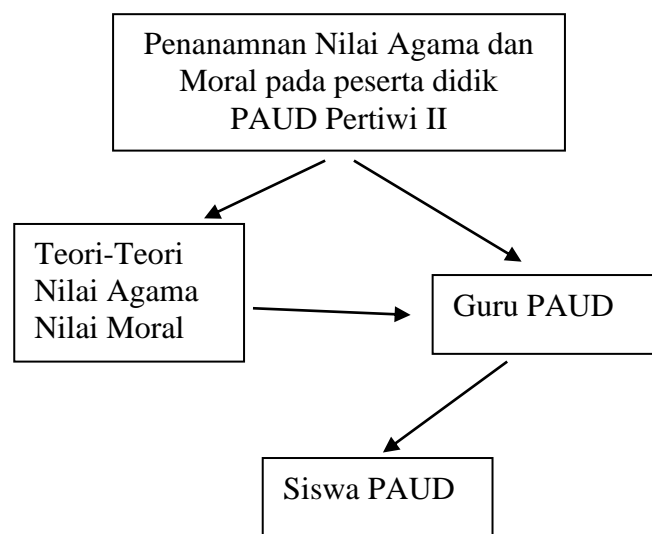 Penanamnan Nilai Agama dan
Moral pada peserta didik
PAUD Pertiwi II
Teori-Teori
Nilai Agama
Nilai Moral
Guru PAUD
Siswa PAUD